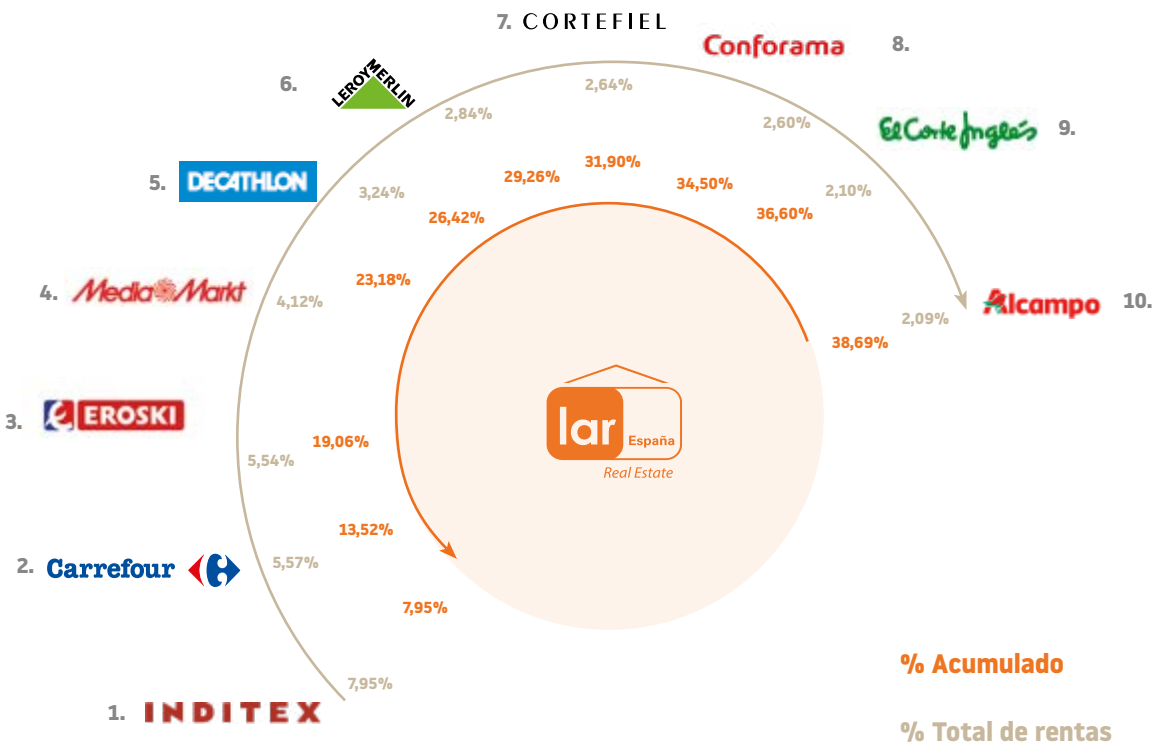 7. CORTEFIEL
Conforama 8.
6. LEROY MERLIN
2,64%
2,84%
2,60%
El Corte Inglés 9.
5. DECATHLON
31,90%
29,26%
34,50%
3,24%
2,10%
26,42%
36,60%
23,18%
4. Media Markt
4,12%
Alcampo 10.
2,09%
38,69%
3. EROSKI
lar
España
Real Estate
19,06%
5,54%
13,52%
2. Carrefour
5,57%
7,95%
% Acumulado
7,95%
1. INDITEX
% Total de rentas